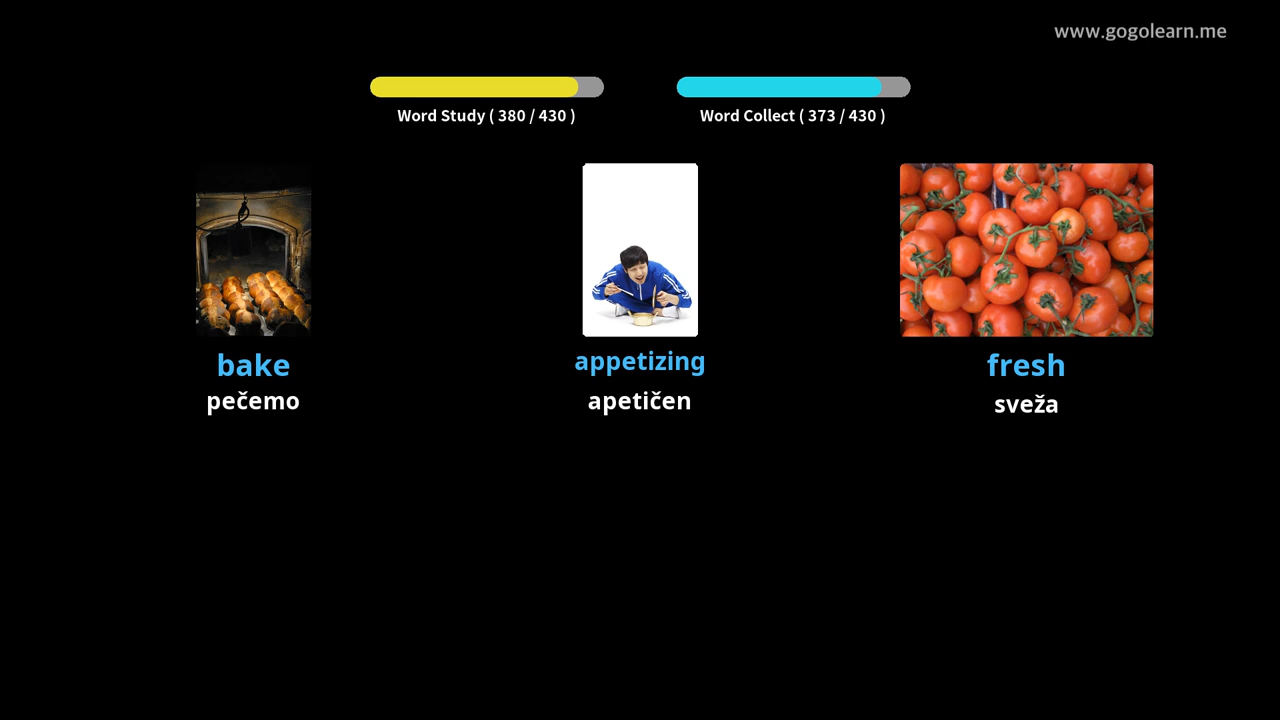 www.gogolearn.me
Word Study ( 380 / 430 )
Word Collect ( 373 / 430 )
bake
pečemo
appetizing
apetičen
fresh
sveža